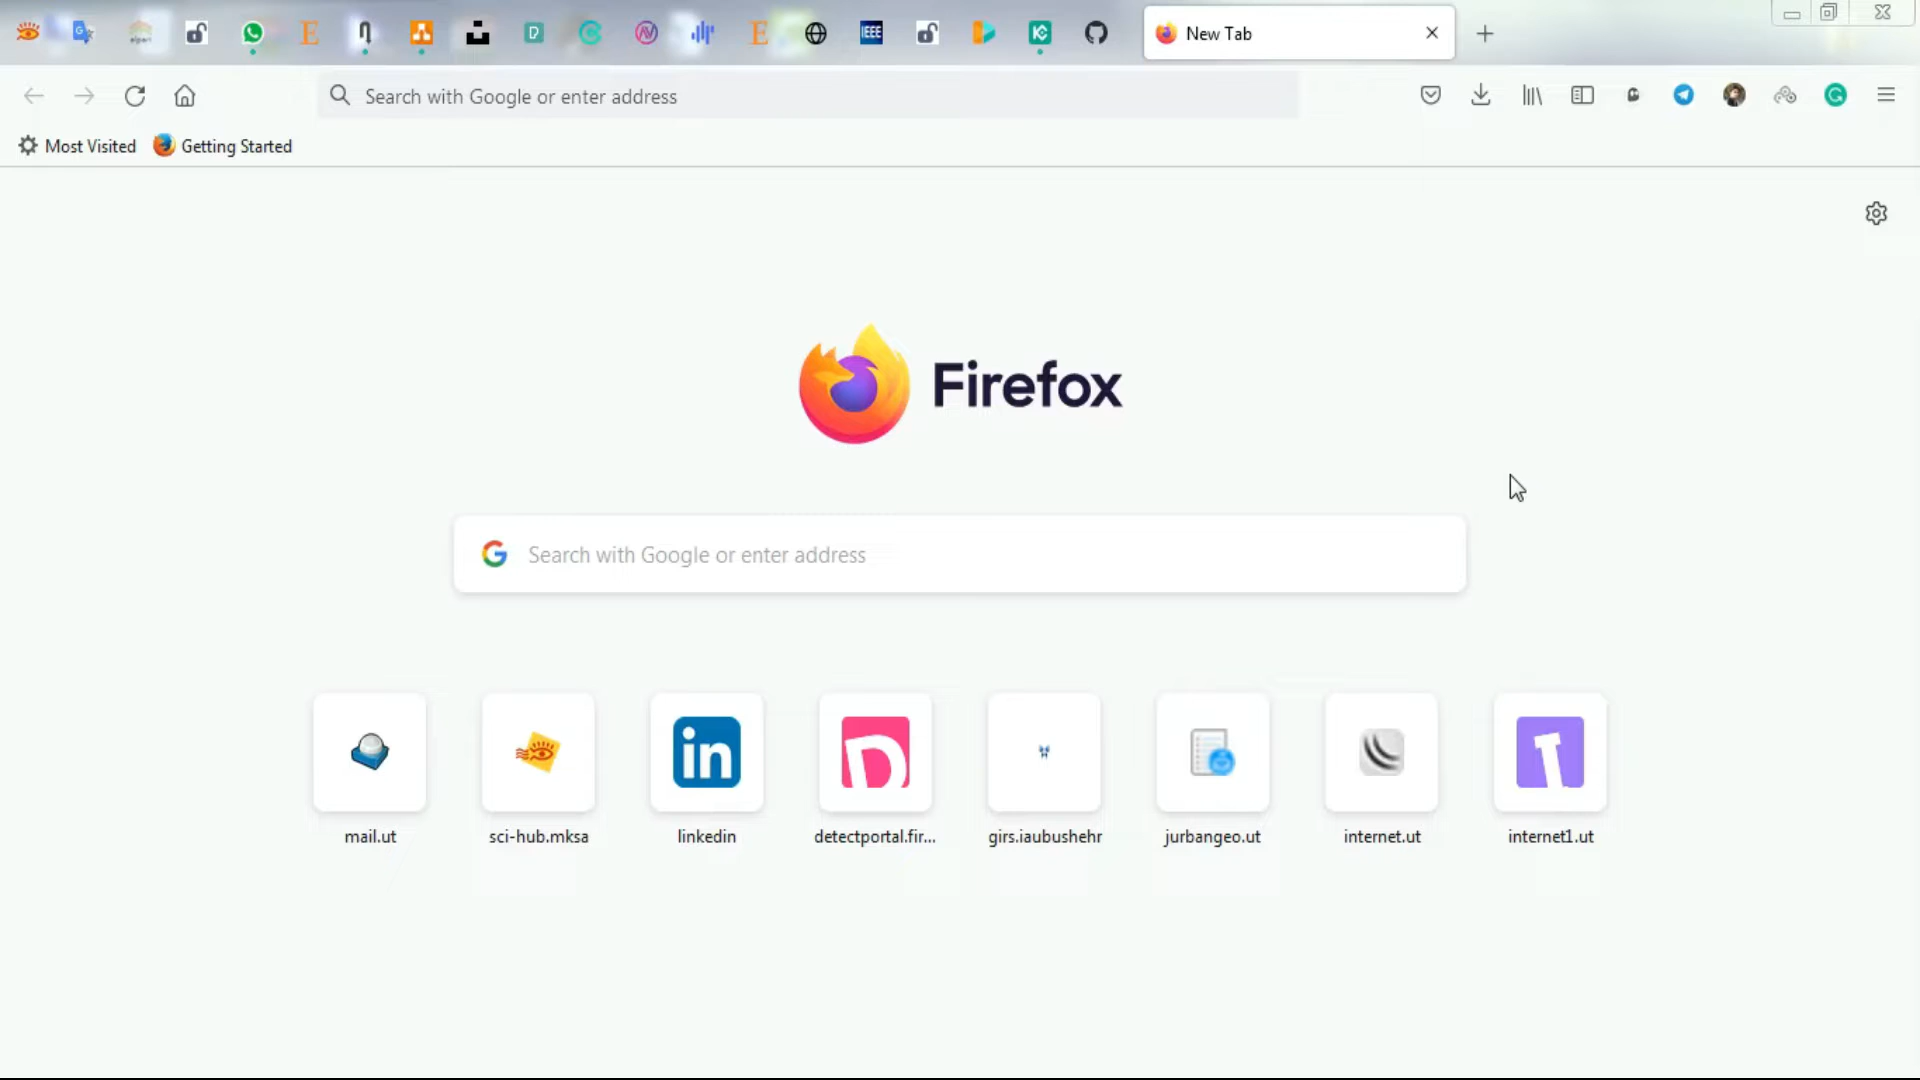 New Tab
Search with Google or enter address
Most Visited
Getting Started
Firefox
Search with Google or enter address
mail.ut
sci-hub.mksa
linkedin
detectportal.fir...
girs.iaubushehr
jurbangeo.ut
internet.ut
internet1.ut